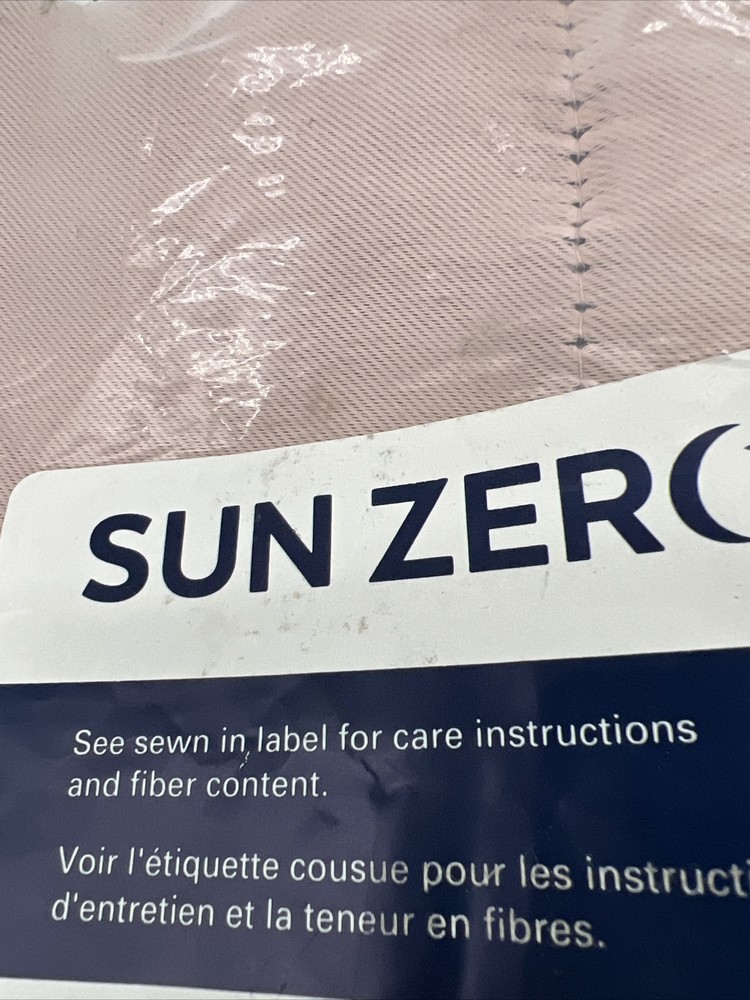 SUN ZERO
See sewn in label for care instructions
and fiber content.
Voir l'étiquette cousue pour les instructi
d'entretien et la teneur en fibres.